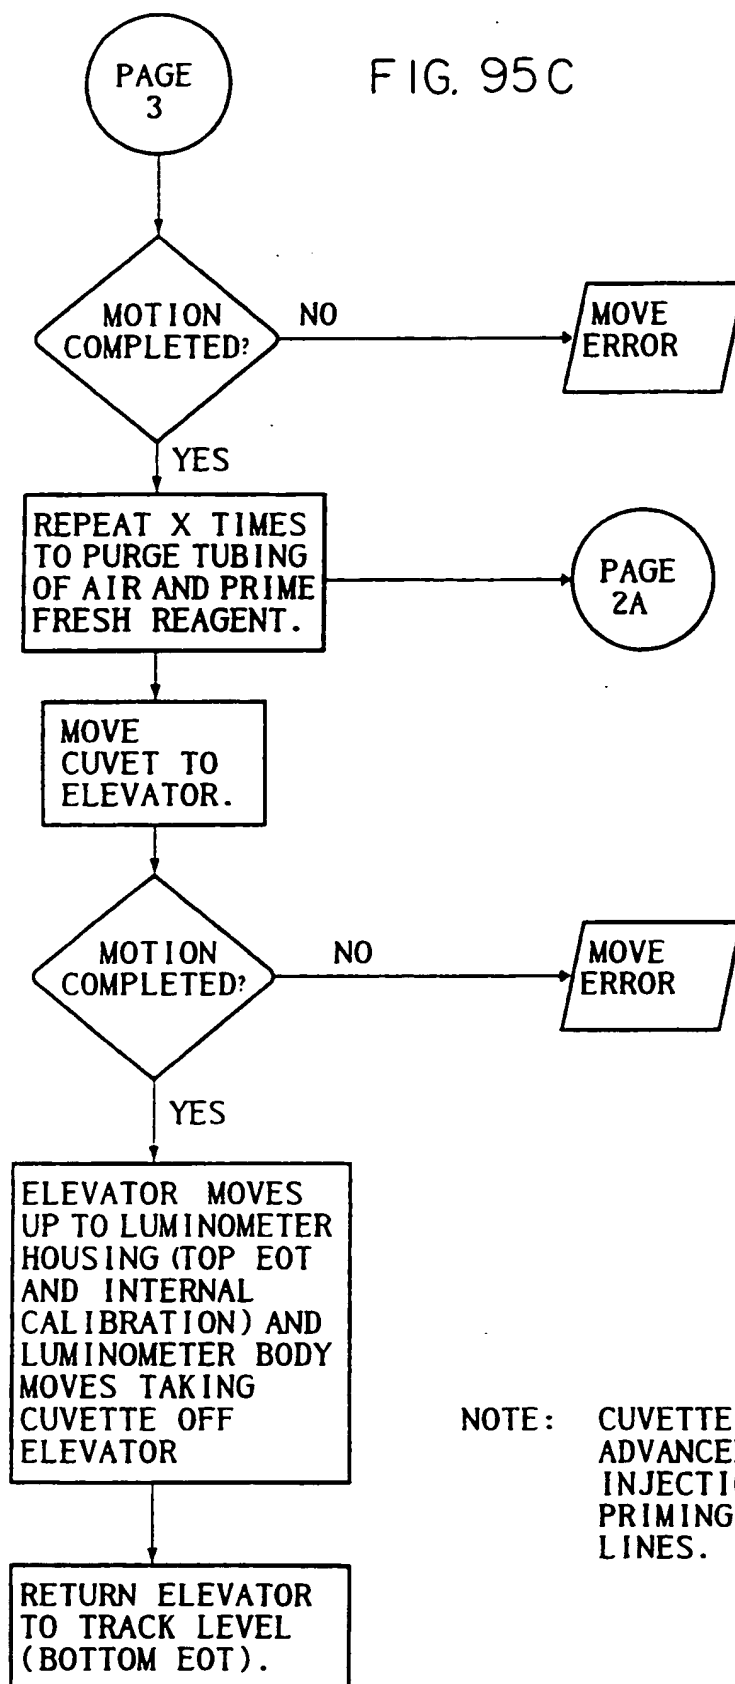 PAGE
3
FIG. 95C
MOTION
COMPLETED?
NO
MOVE
ERROR
YES
REPEAT X TIMES
TO PURGE TUBING
OF AIR AND PRIME
FRESH REAGENT.
PAGE
2A
MOVE
CUVET TO
ELEVATOR.
MOTION
COMPLETED?
NO
MOVE
ERROR
YES
ELEVATOR MOVES
UP TO LUMINOMETER
HOUSING (TOP EOT
AND INTERNAL
CALIBRATION) AND
LUMINOMETER BODY
MOVES TAKING
CUVETTE OFF
ELEVATOR
NOTE: CUVETTE
PRIMING
LINES.
RETURN ELEVATOR
TO TRACK LEVEL
(BOTTOM EOT).